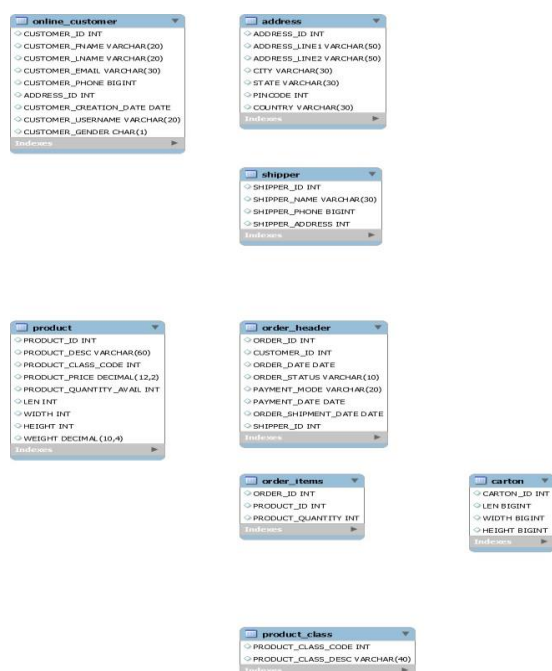 online_customer
CUSTOMER_ID INT
CUSTOMER_FNAME VARCHAR(20)
CUSTOMER_LNAME VARCHAR(20)
CUSTOMER_EMAIL VARCHAR(30)
CUSTOMER_PHONE BIGINT
ADDRESS_ID INT
CUSTOMER_CREATION_DATE DATE
CUSTOMER_USERNAME VARCHAR(20)
CUSTOMER_GENDER CHAR(1)
Indexes
address
ADDRESS_ID INT
ADDRESS_LINE1 VARCHAR(50)
ADDRESS_LINE2 VARCHAR(50)
CITY VARCHAR(30)
STATE VARCHAR(30)
PINCODE INT
COUNTRY VARCHAR(30)
Indexes
shipper
SHIPPER_ID INT
SHIPPER_NAME VARCHAR(30)
SHIPPER_PHONE BIGINT
SHIPPER_ADDRESS INT
Indexes
product
PRODUCT_ID INT
PRODUCT_DESC VARCHAR(60)
PRODUCT_CLASS_CODE INT
PRODUCT_PRICE DECIMAL(12,2)
PRODUCT_QUANTITY_AVAIL INT
LEN INT
WIDTH INT
HEIGHT INT
WEIGHT DECIMAL(10,4)
Indexes
order_header
ORDER_ID INT
CUSTOMER_ID INT
ORDER_DATE DATE
ORDER_STATUS VARCHAR(10)
PAYMENT_MODE VARCHAR(20)
PAYMENT_DATE DATE
ORDER_SHIPMENT_DATE DATE
SHIPPER_ID INT
Indexes
order_items
ORDER_ID INT
PRODUCT_ID INT
PRODUCT_QUANTITY INT
Indexes
carton
CARTON_ID INT
LEN BIGINT
WIDTH BIGINT
HEIGHT BIGINT
Indexes
product_class
PRODUCT_CLASS_CODE INT
PRODUCT_CLASS_DESC VARCHAR(40)
Indexes